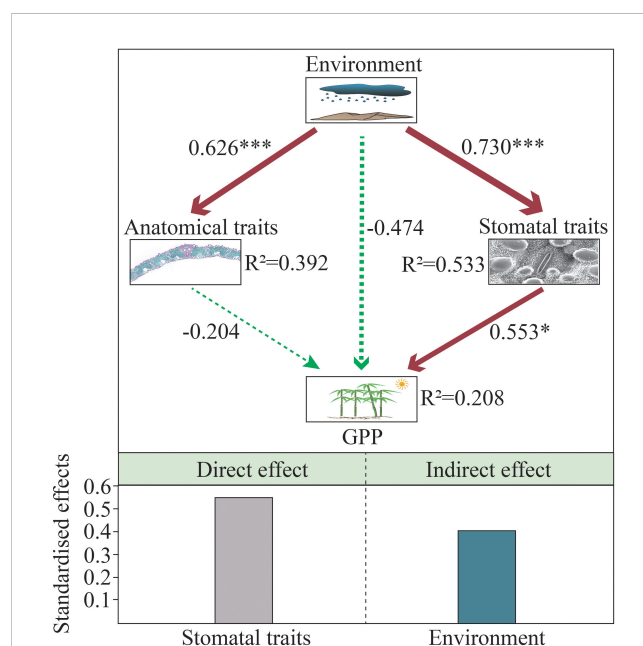 Environment
0.626***
0.730***
Anatomical traits
-0.474
Stomatal traits
R²=0.392
R²=0.533
-0.204
0.553*
R²=0.208
GPP
Direct effect
Indirect effect
Standardised effects
0.6
0.5
0.4
0.3
0.2
0.1
Stomatal traits
Environment